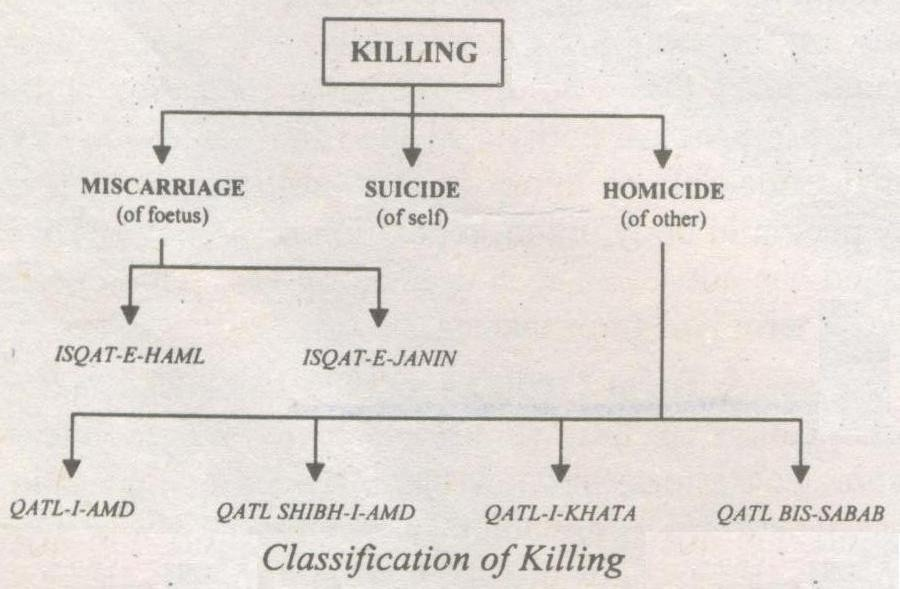 KILLING
MISCARRIAGE
(of foetus)
SUICIDE
(of self)
HOMICIDE
(of other)
ISQAT-E-HAML
ISQAT-E-JANIN
QATL-I-AMD
QATL SHIBH-I-AMD
QATL-I-KHATA
QATL BIS-SABAB
Classification of Killing